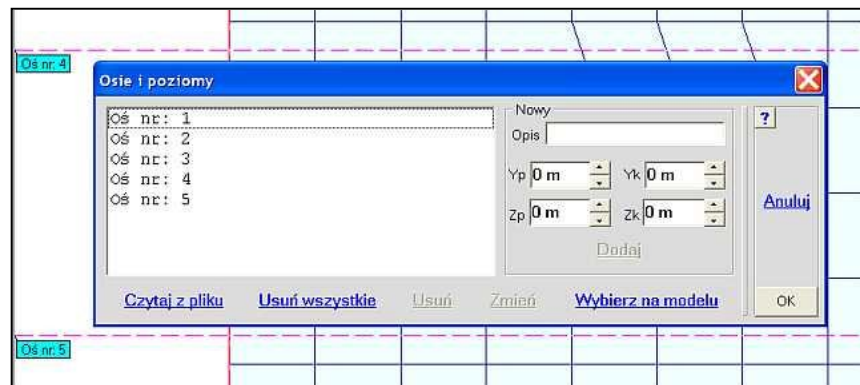 Oś nr: 4
Osie i poziomy
Oś nr: 1
Oś nr: 2
Oś nr: 3
Oś nr: 4
Oś nr: 5
Nowy
Opis
Yp 0 m Yk 0 m
Zp 0 m Zk 0 m
Dodaj
?
Anuluj
Czytaj z pliku Usuń wszystkie Usuń Zmień Wybierz na modelu OK
Oś nr: 5